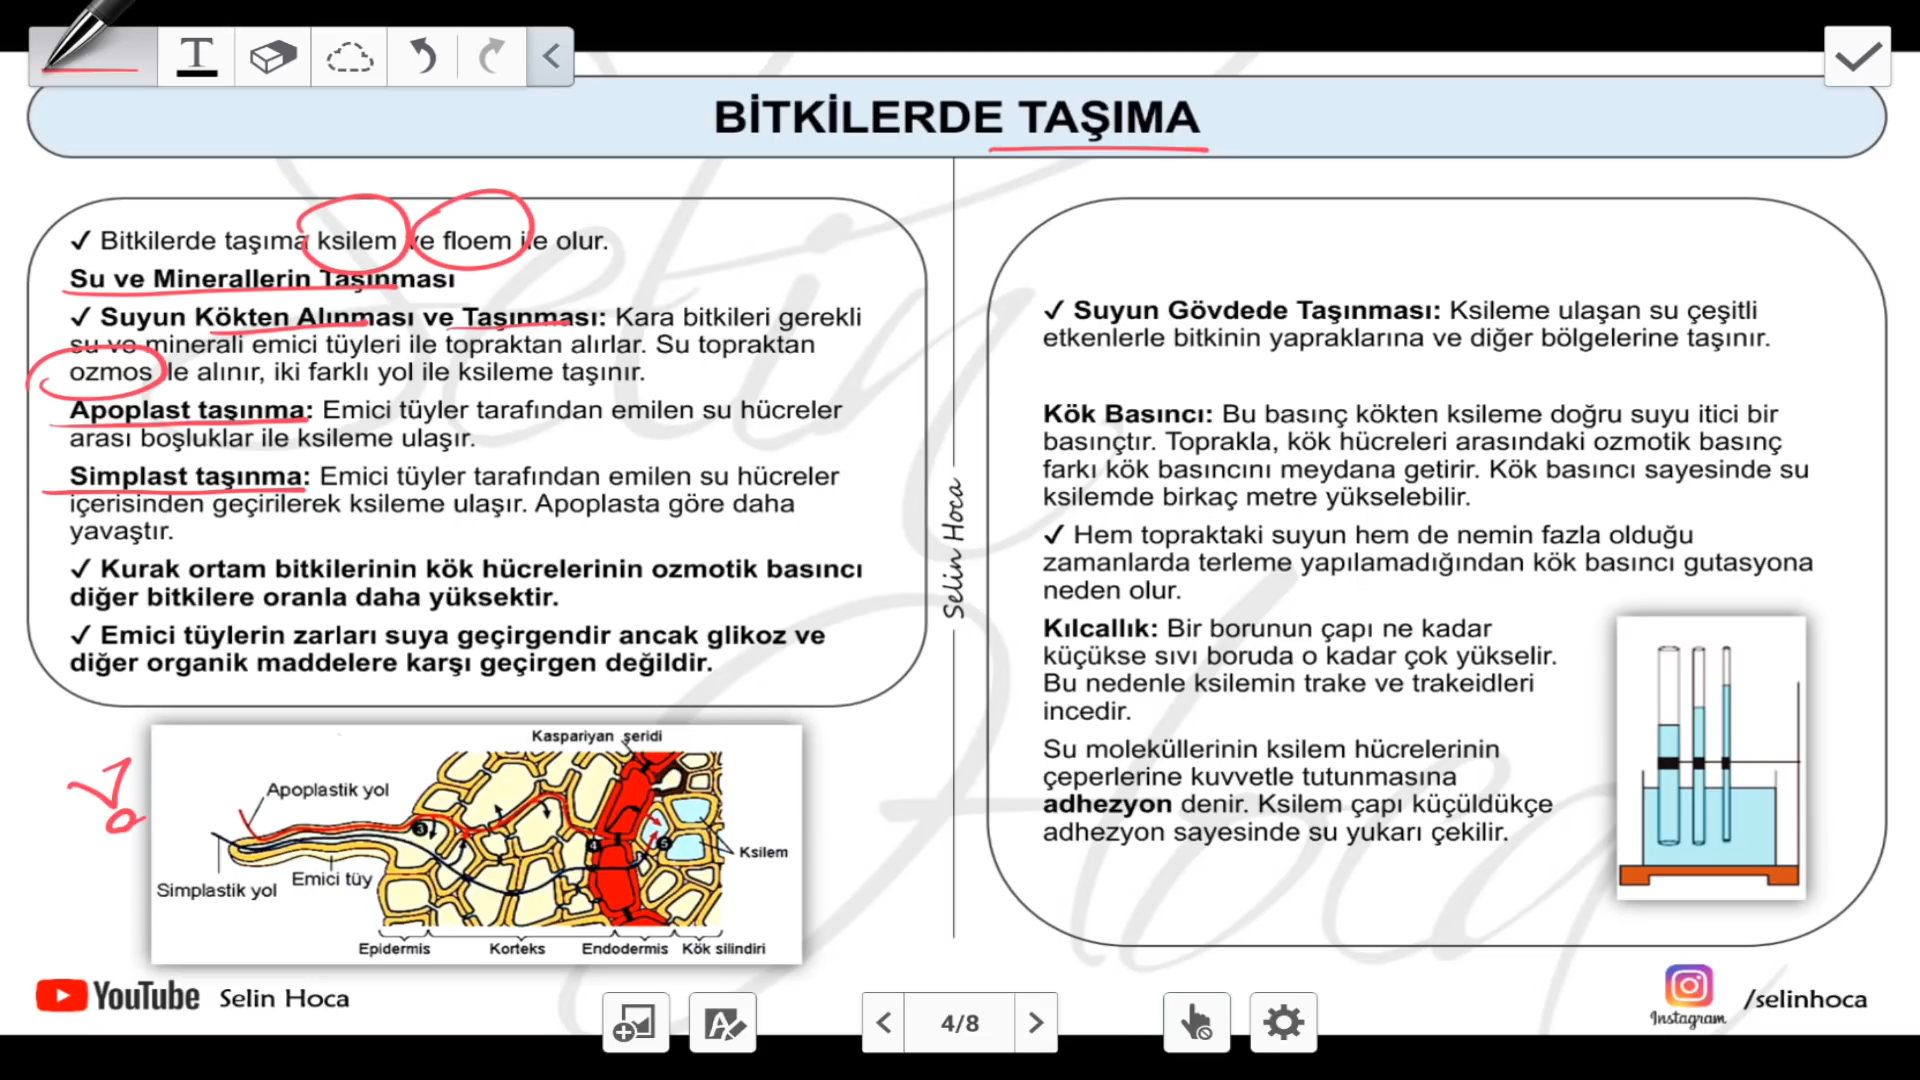 BİTKİLERDE TAŞIMA
✓ Bitkilerde taşıma ksilem ve floem ile olur.
Su ve Minerallerin Taşınması
✓ Suyun Kökten Alınması ve Taşınması: Kara bitkileri gerekli
su ve minerali emici tüyleri ile topraktan alırlar. Su topraktan
ozmos ile alınır, iki farklı yol ile ksileme taşınır.
Apoplast taşınma: Emici tüyler tarafından emilen su hücreler
arası boşluklar ile ksileme ulaşır.
Simplast taşınma: Emici tüyler tarafından emilen su hücreler
içerisinden geçirilerek ksileme ulaşır. Apoplasta göre daha
yavaştır.
✓ Kurak ortam bitkilerinin kök hücrelerinin ozmotik basıncı
diğer bitkilere oranla daha yüksektir.
✓ Emici tüylerin zarları suya geçirgendir ancak glikoz ve
diğer organik maddelere karşı geçirgen değildir.
Kaspariyan şeridi
Apoplastik yol
3
4
5
Ksilem
Emici tüy
Simplastik yol
Epidermis Korteks Endodermis Kök silindiri
Selin Hoca
✓ Suyun Gövdede Taşınması: Ksileme ulaşan su çeşitli
etkenlerle bitkinin yapraklarına ve diğer bölgelerine taşınır.
Kök Basıncı: Bu basınç kökten ksileme doğru suyu itici bir
basınçtır. Toprakla, kök hücreleri arasındaki ozmotik basınç
farkı kök basıncını meydana getirir. Kök basıncı sayesinde su
ksilemde birkaç metre yükselebilir.
✓ Hem topraktaki suyun hem de nemin fazla olduğu
zamanlarda terleme yapılamadığından kök basıncı gutasyona
neden olur.
Kılcallık: Bir borunun çapı ne kadar
küçükse sıvı boruda o kadar çok yükselir.
Bu nedenle ksilemin trake ve trakeidleri
incedir.
Su moleküllerinin ksilem hücrelerinin
çeperlerine kuvvetle tutunmasına
adhezyon denir. Ksilem çapı küçüldükçe
adhezyon sayesinde su yukarı çekilir.
YouTube Selin Hoca
4/8
Instagram /selinhoca
Selin Hoca